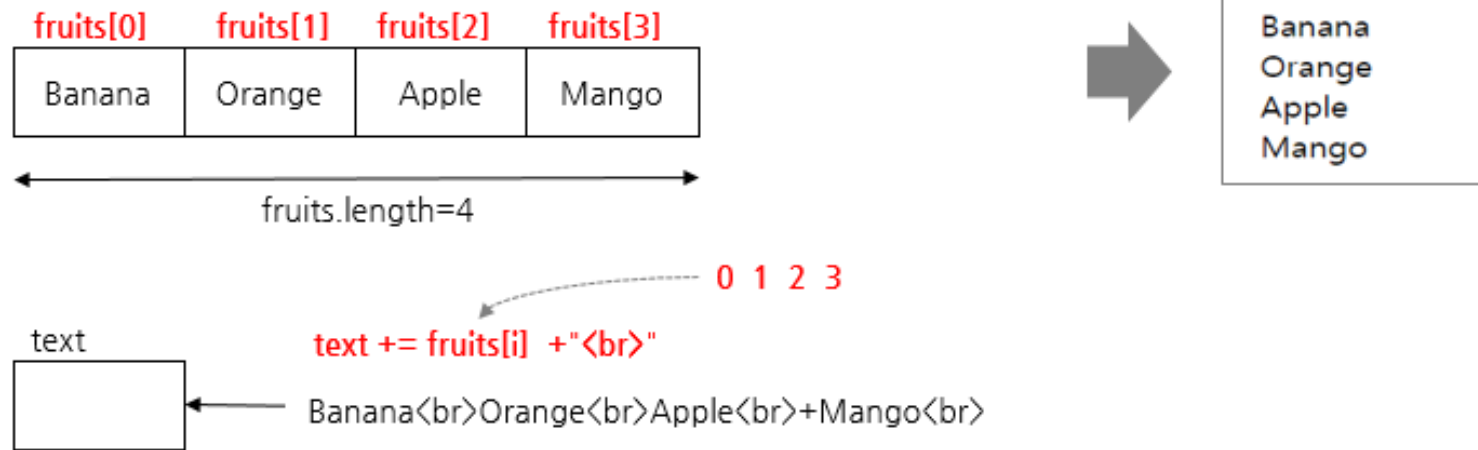 fruits[0] fruits[1] fruits[2] fruits[3]
Banana Orange Apple Mango
fruits.length=4
Banana
Orange
Apple
Mango
0 1 2 3
text
text += fruits[i] +"<br>"
Banana<br>Orange<br>Apple<br>+Mango<br>